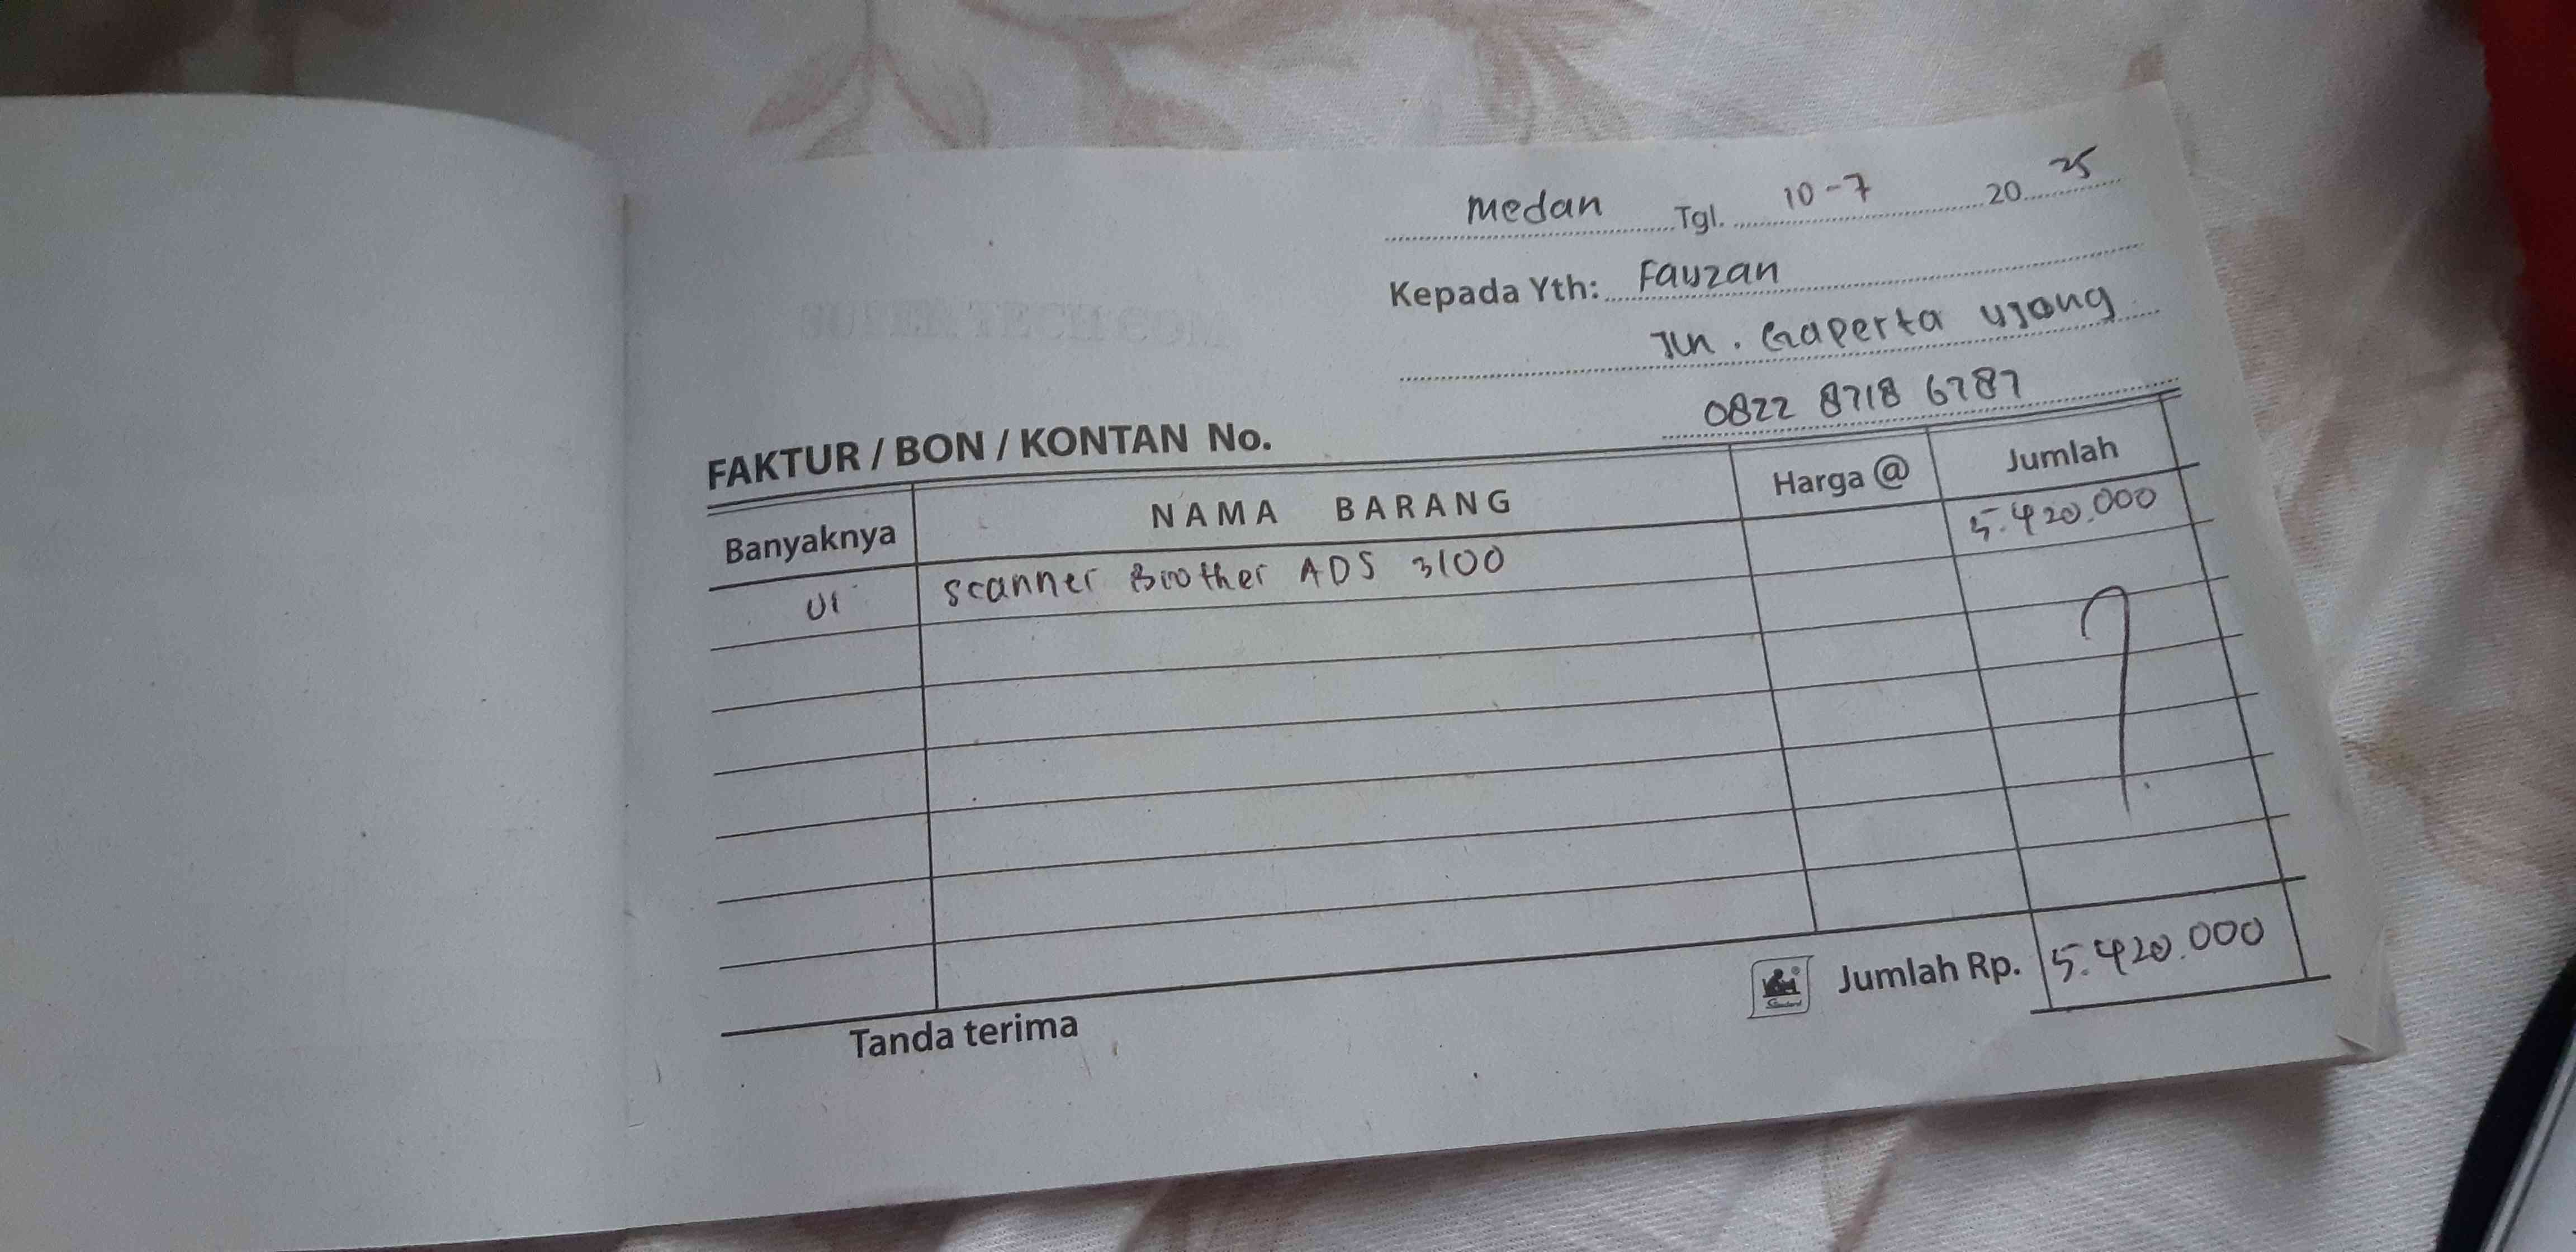 Medan Tgl. 10-7 20 25
Kepada Yth: Fauzan
Jln. Gaperta Ujong
0822 8718 6787
FAKTUR / BON / KONTAN No.
Banyaknya NAMA BARANG Harga @ Jumlah
01 Scanner Brother ADS 3100 5.420.000
Jumlah Rp. 5.420.000
Tanda terima